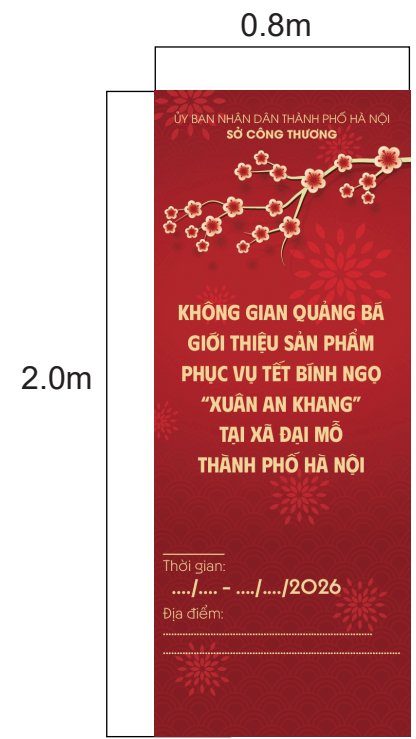 0.8m
ỦY BAN NHÂN DÂN THÀNH PHỐ HÀ NỘI
SỞ CÔNG THƯƠNG
2.0m
KHÔNG GIAN QUẢNG BÁ
GIỚI THIỆU SẢN PHẨM
PHỤC VỤ TẾT BÍNH NGỌ
“XUÂN AN KHANG”
TẠI XÃ ĐẠI MỖ
THÀNH PHỐ HÀ NỘI
Thời gian:
..../.... - ..../..../2026
Địa điểm: